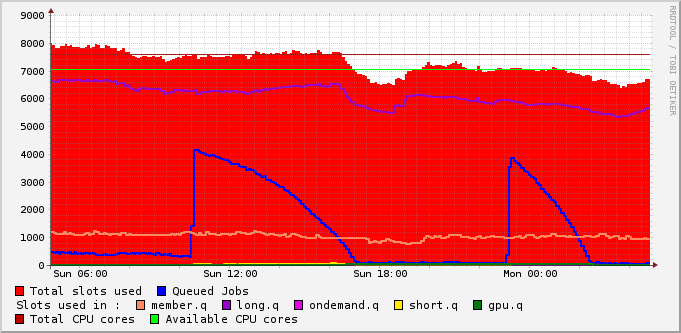 9000
8000
7000
6000
5000
4000
3000
2000
1000
0
Sun 06:00 Sun 12:00 Sun 18:00 Mon 00:00
Total slots used Queued Jobs
Slots used in : member.q long.q ondemand.q short.q gpu.q
Total CPU cores Available CPU cores
RRDTOOL / TOBI OETIKER